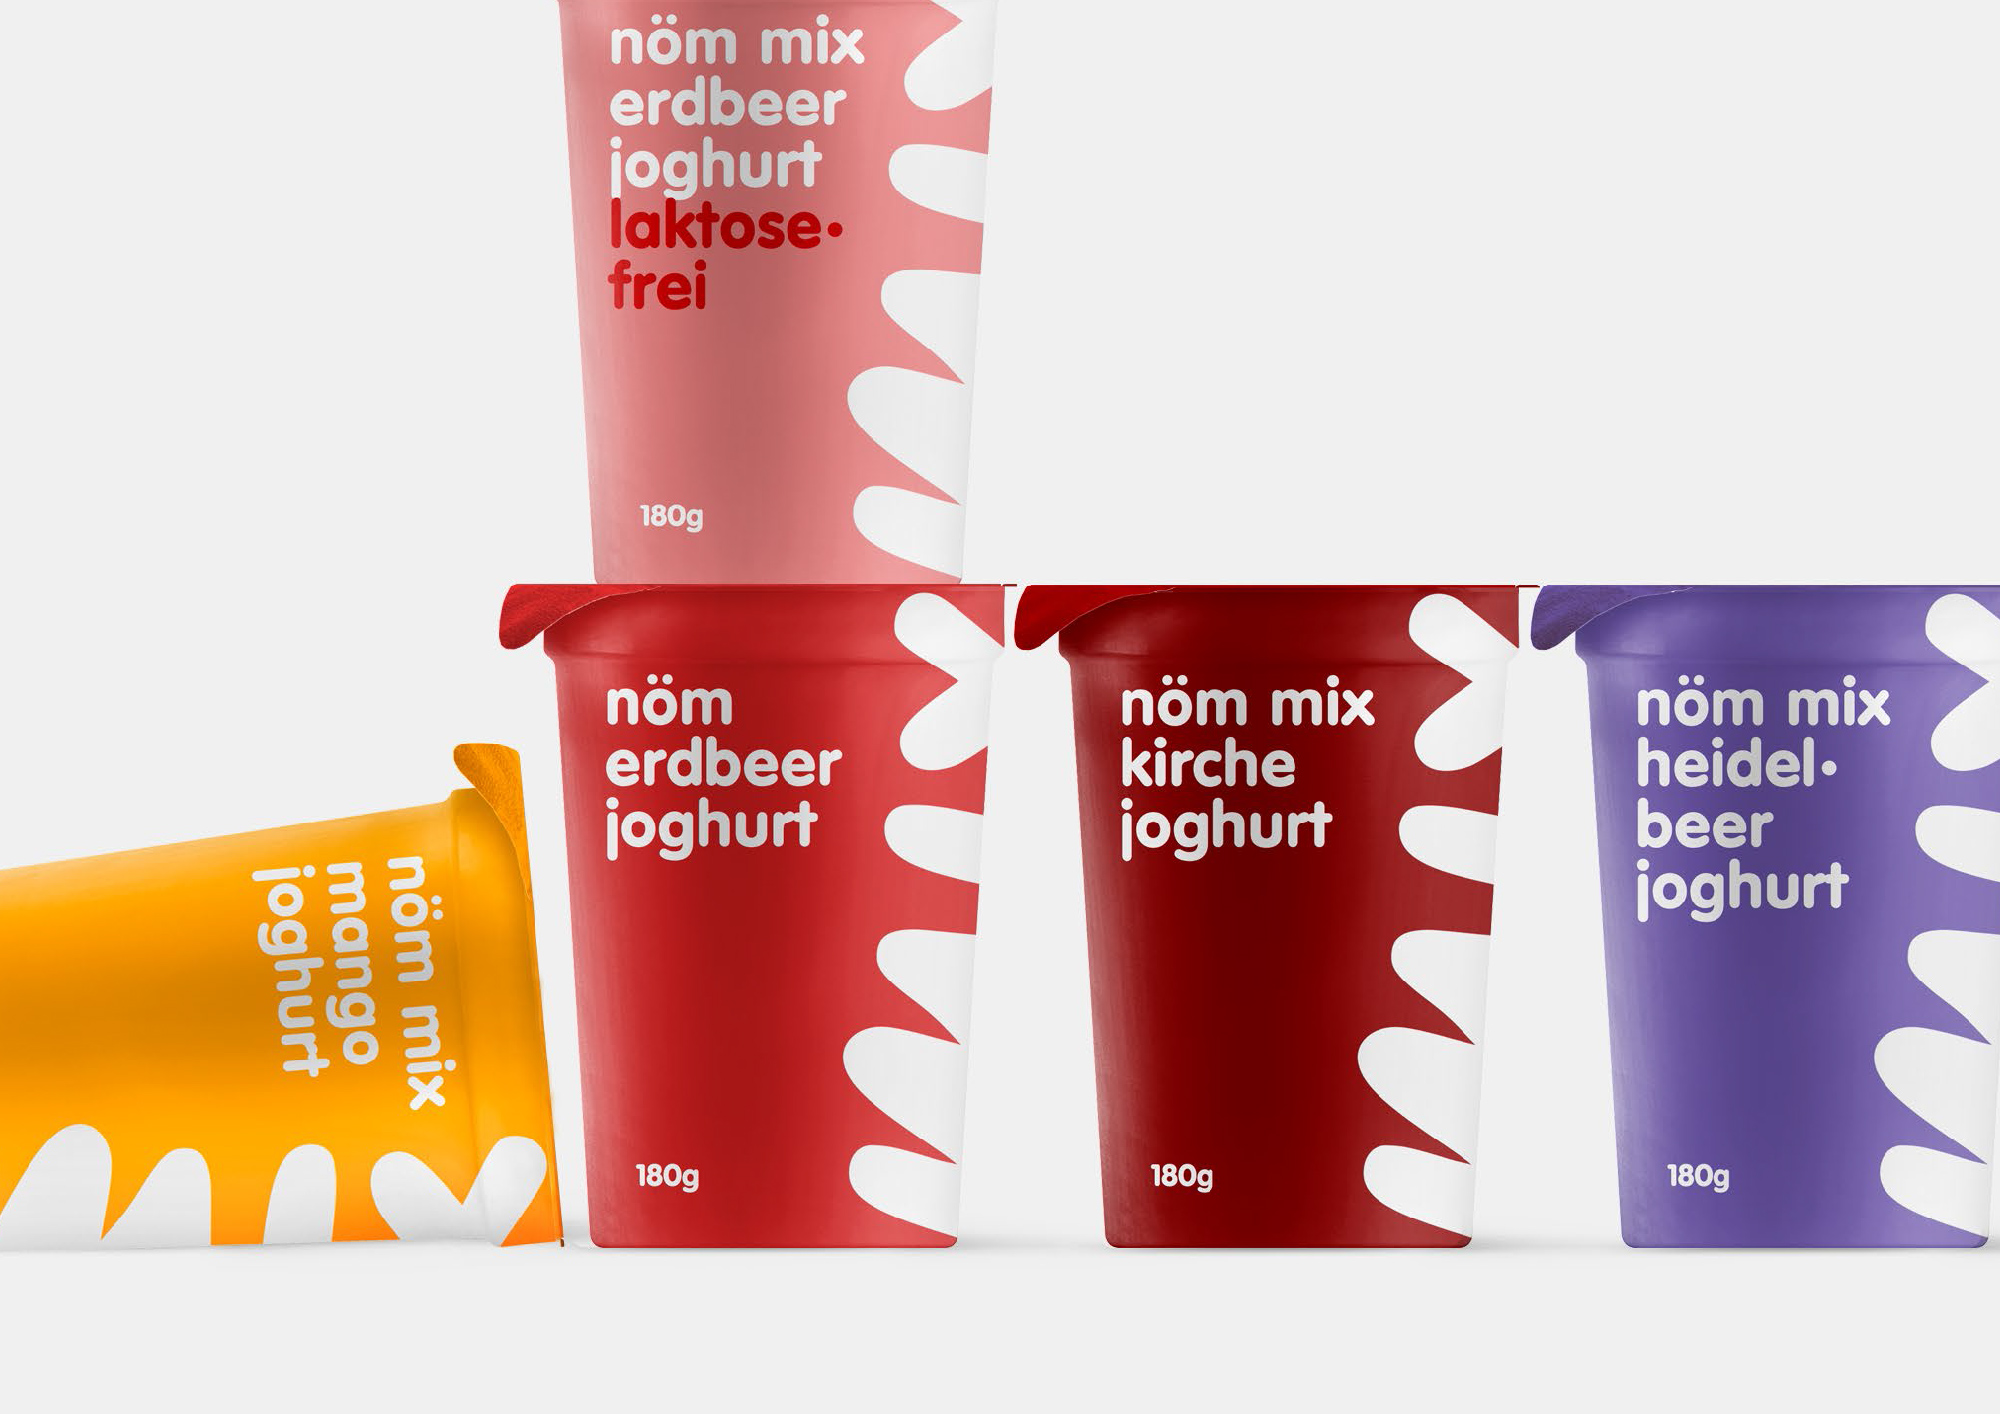 nöm mix
erdbeer
joghurt
laktose•
frei
180g
nöm mix
mango
joghurt
nöm
erdbeer
joghurt
180g
nöm mix
kirche
joghurt
180g
nöm mix
heidel•
beer
joghurt
180g